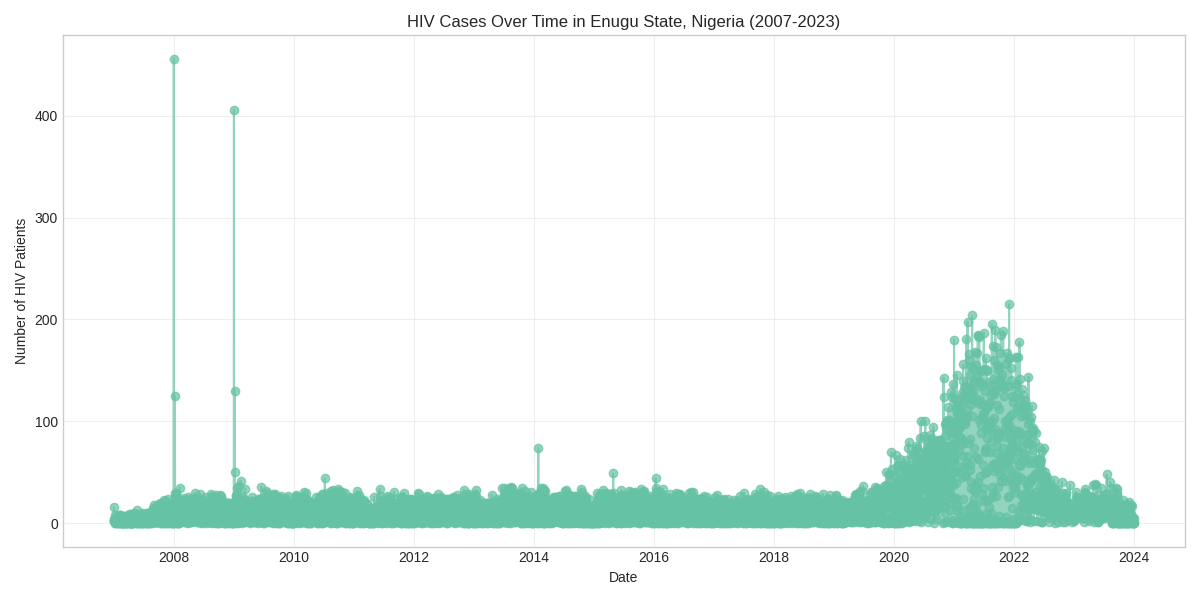 HIV Cases Over Time in Enugu State, Nigeria (2007-2023)
Number of HIV Patients
400
300
200
100
0
2008 2010 2012 2014 2016 2018 2020 2022 2024
Date